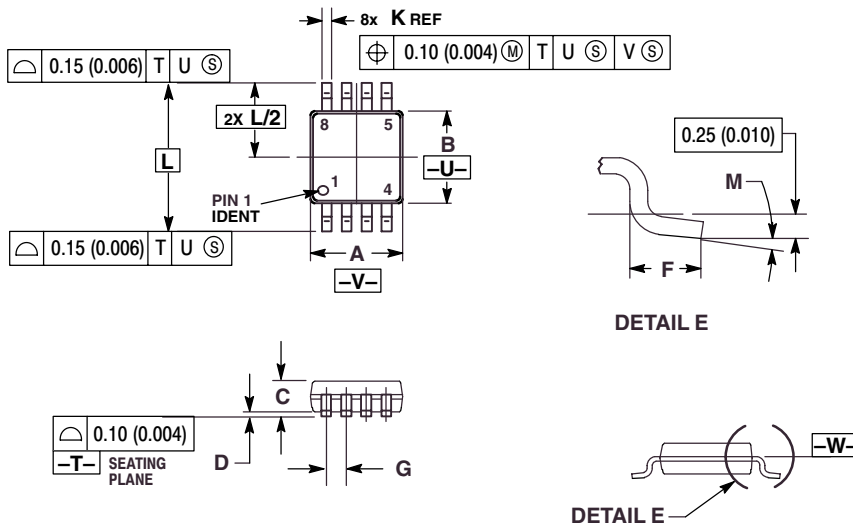 8x K REF
⌖ 0.10 (0.004) Ⓜ T U Ⓢ V Ⓢ
⌓ 0.15 (0.006) T U Ⓢ
2X L/2
L
8 5
B
–U–
1
4
PIN 1
IDENT
⌓ 0.15 (0.006) T U Ⓢ
A
–V–
0.25 (0.010)
M
F
DETAIL E
C
⌓ 0.10 (0.004)
–T– SEATING
PLANE
D
G
–W–
DETAIL E